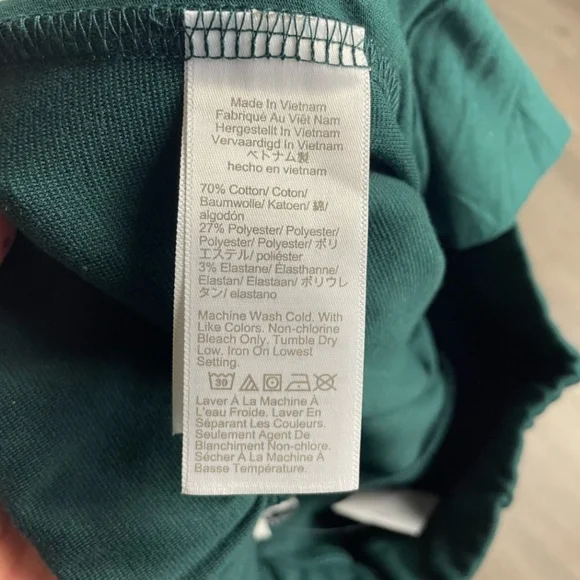 Made In Vietnam
Fabriqué Au Việt Nam
Hergestellt In Vietnam
Vervaardigd In Vietnam
ベトナム製
hecho en vietnam
70% Cotton/ Coton/
Baumwolle/ Katoen/ 綿/
algodón
27% Polyester/ Polyester/
Polyester/ Polyester/ ポリ
エステル/ poliéster
3% Elastane/ Élasthanne/
Elastan/ Elastaan/ ポリウレ
タン/ elastano
Machine Wash Cold. With
Like Colors. Non-chlorine
Bleach Only. Tumble Dry
Low. Iron On Lowest
Setting.
30
Laver À La Machine À
L'eau Froide. Laver En
Séparant Les Couleurs.
Seulement Agent De
Blanchiment Non-chlore.
Sécher À La Machine À
Basse Température.